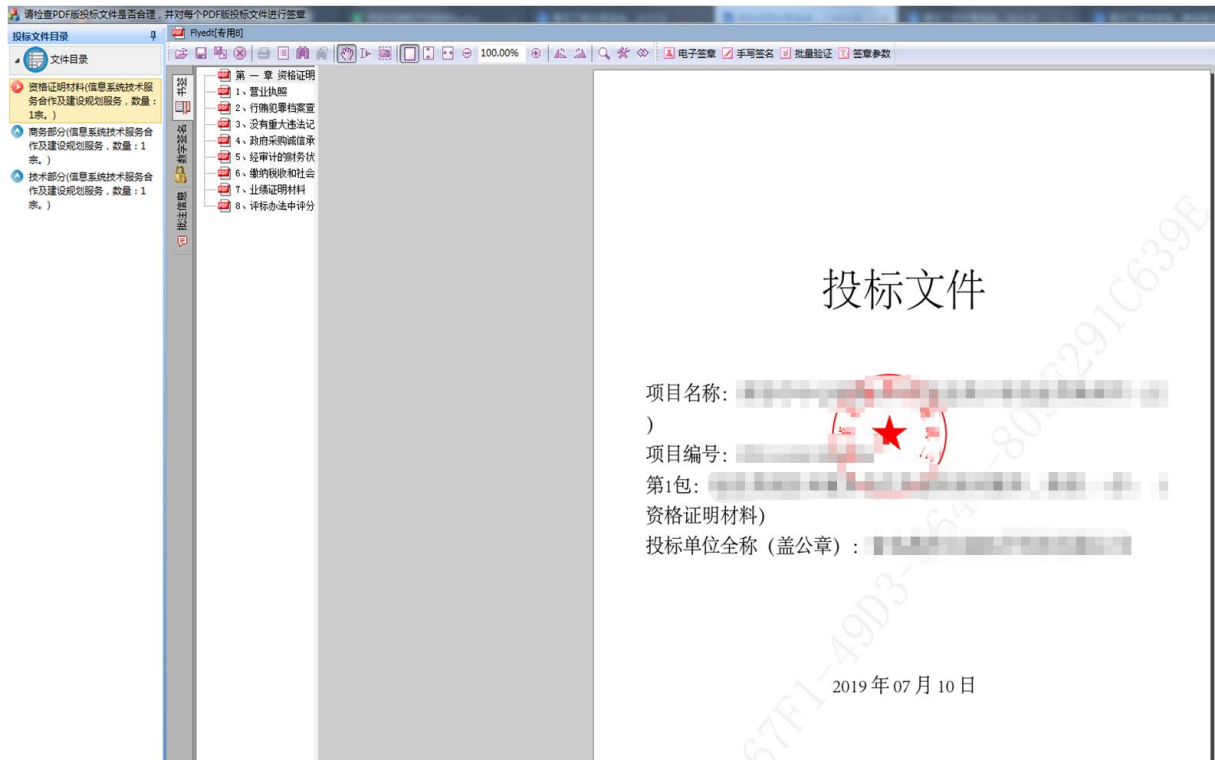 请检查PDF版投标文件是否合理，并对每个PDF版投标文件进行签章
投标文件目录
文件目录
资格证明材料(信息系统技术服
务合作及建设规划服务，数量：
1宗。)
商务部分(信息系统技术服务合
作及建设规划服务，数量：1
宗。)
技术部分(信息系统技术服务合
作及建设规划服务，数量：1
宗。)
Flyedt[专用B]
100.00%
电子签章
手写签名
批量验证
签章参数
书签
数字签名
批注信息
第 一 章 资格证明
1、营业执照
2、行贿犯罪档案查
3、没有重大违法记
4、政府采购诚信承
5、经审计的财务状
6、缴纳税收和社会
7、业绩证明材料
8、评标办法中评分
投标文件
项目名称:
)
项目编号:
第1包:
资格证明材料)
投标单位全称（盖公章）:
2019 年 07 月 10 日